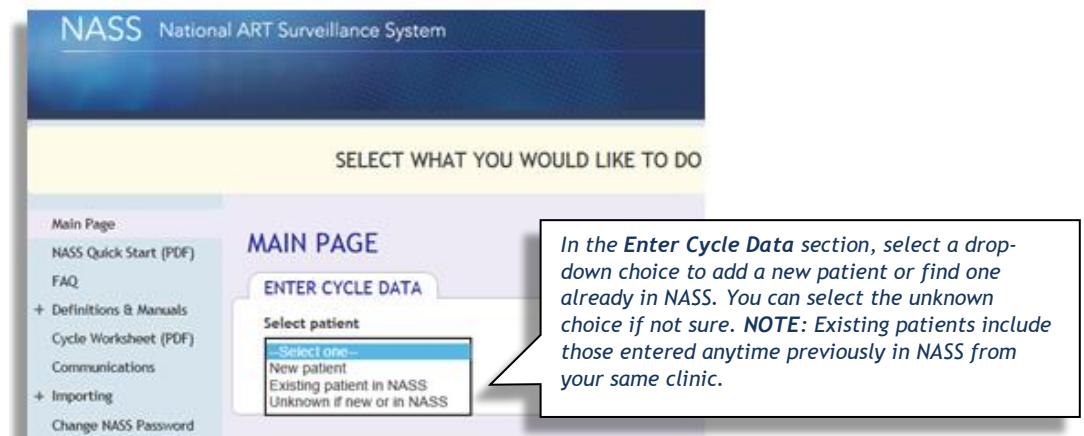 NASS National ART Surveillance System
SELECT WHAT YOU WOULD LIKE TO DO
Main Page
NASS Quick Start (PDF)
FAQ
+ Definitions & Manuals
Cycle Worksheet (PDF)
Communications
+ Importing
Change NASS Password
MAIN PAGE
ENTER CYCLE DATA
Select patient
--Select one--
New patient
Existing patient in NASS
Unknown if new or in NASS
In the Enter Cycle Data section, select a drop-
down choice to add a new patient or find one
already in NASS. You can select the unknown
choice if not sure. NOTE: Existing patients include
those entered anytime previously in NASS from
your same clinic.